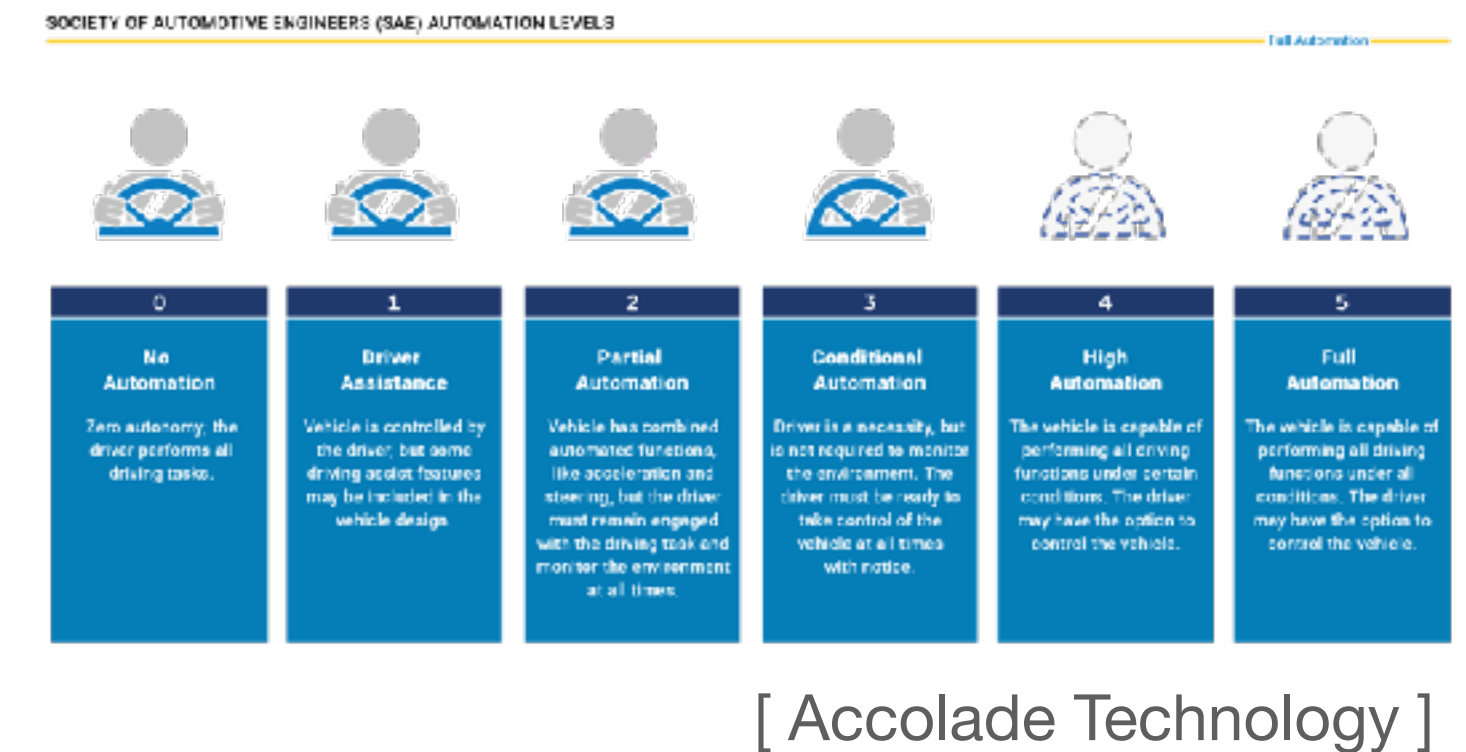 SOCIETY OF AUTOMOTIVE ENGINEERS (SAE) AUTOMATION LEVELS
Full Automation
0
No
Automation
Zero autonomy; the
driver performs all
driving tasks.
1
Driver
Assistance
Vehicle is controlled by
the driver, but some
driving assist features
may be included in the
vehicle design.
2
Partial
Automation
Vehicle has combined
automated functions,
like acceleration and
steering, but the driver
must remain engaged
with the driving task and
monitor the environment
at all times.
3
Conditional
Automation
Driver is a necessity, but
is not required to monitor
the environment. The
driver must be ready to
take control of the
vehicle at all times
with notice.
4
High
Automation
The vehicle is capable of
performing all driving
functions under certain
conditions. The driver
may have the option to
control the vehicle.
5
Full
Automation
The vehicle is capable of
performing all driving
functions under all
conditions. The driver
may have the option to
control the vehicle.
[ Accolade Technology ]